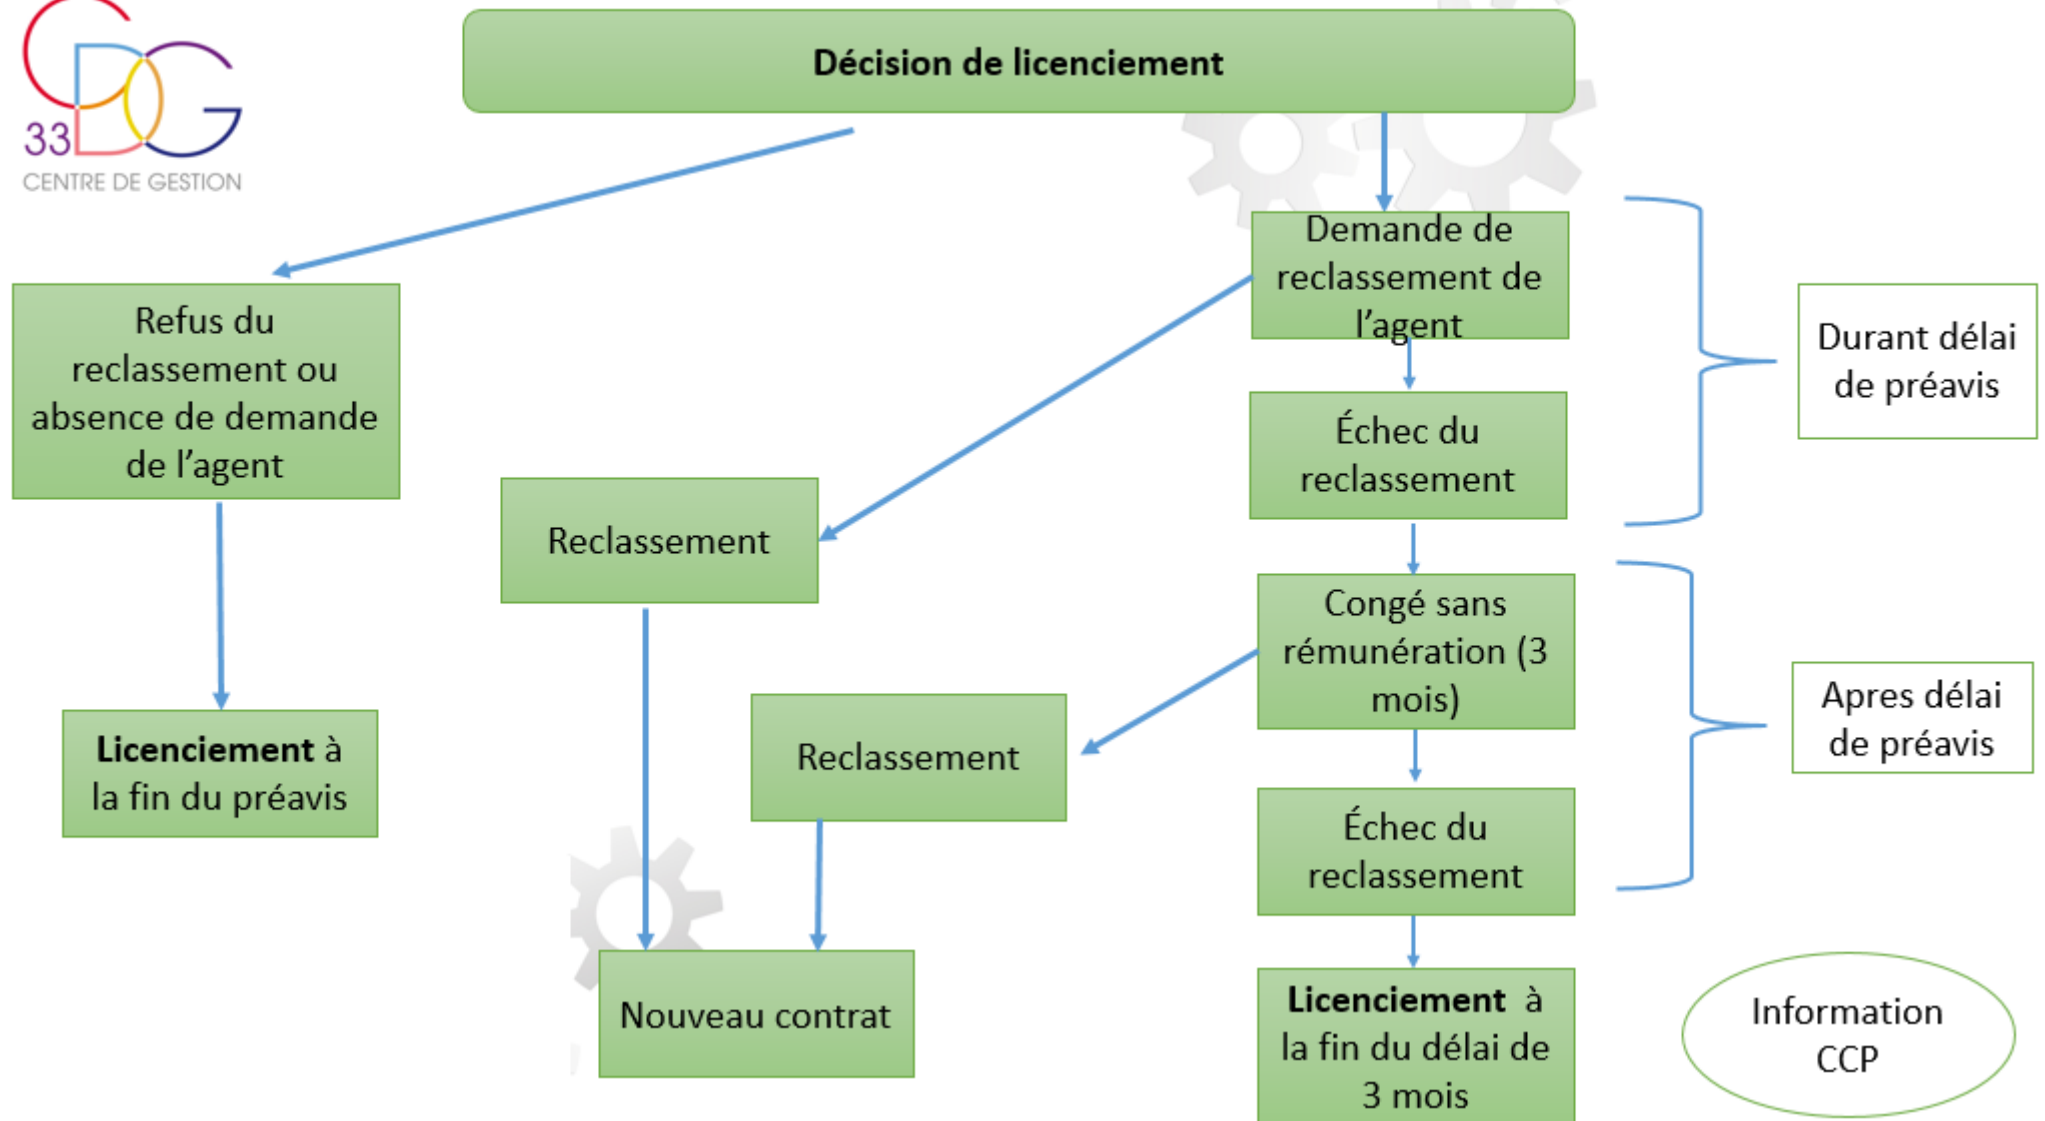 33
CDG
CENTRE DE GESTION
Décision de licenciement
Demande de
reclassement de
l'agent
Durant délai
de préavis
Refus du
reclassement ou
absence de demande
de l'agent
Échec du
reclassement
Reclassement
Congé sans
rémunération (3
mois)
Apres délai
de préavis
Licenciement à
la fin du préavis
Reclassement
Échec du
reclassement
Nouveau contrat
Licenciement à
la fin du délai de
3 mois
Information
CCP